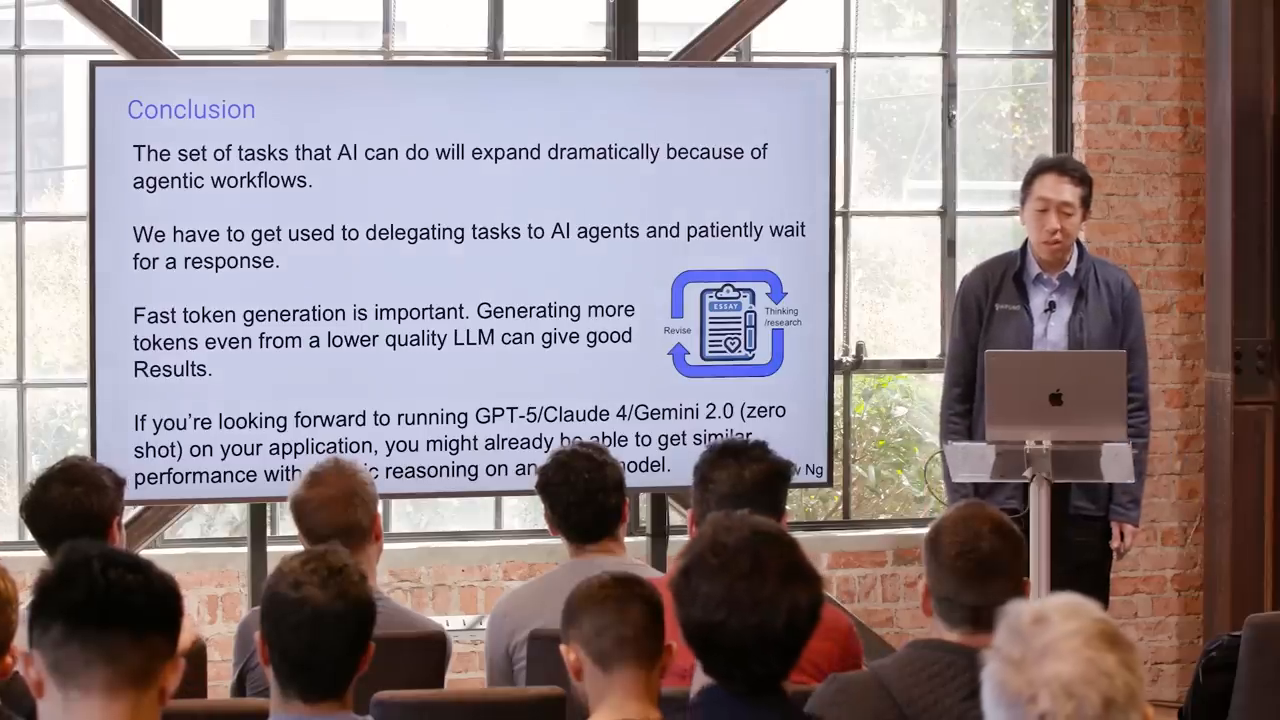 Conclusion
The set of tasks that AI can do will expand dramatically because of
agentic workflows.
We have to get used to delegating tasks to AI agents and patiently wait
for a response.
Fast token generation is important. Generating more
tokens even from a lower quality LLM can give good
Results.
ESSAY
Revise
Thinking
/research
If you’re looking forward to running GPT-5/Claude 4/Gemini 2.0 (zero
shot) on your application, you might already be able to get similar
performance with reasoning on an
Ng